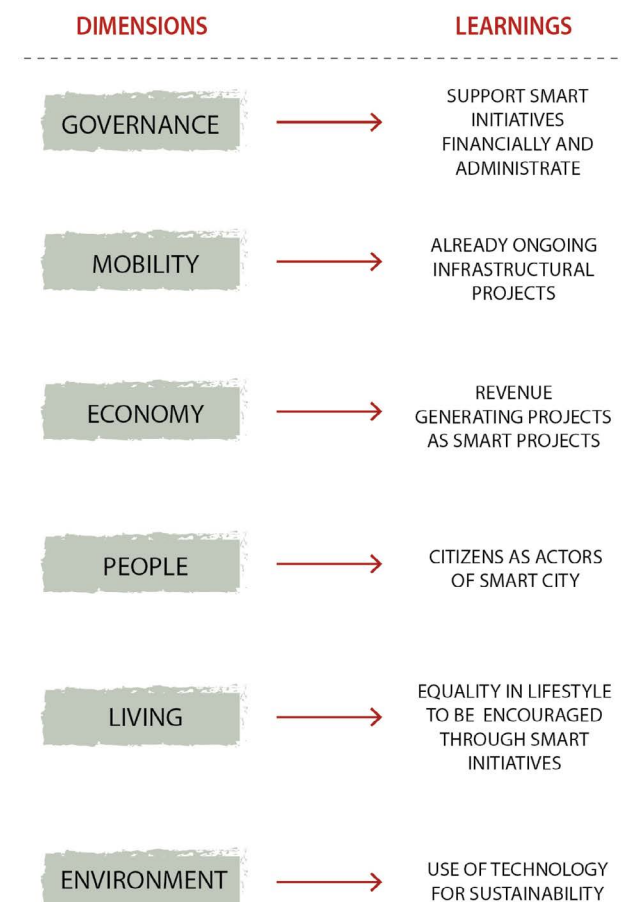 DIMENSIONS
LEARNINGS
GOVERNANCE
SUPPORT SMART
INITIATIVES
FINANCIALLY AND
ADMINISTRATE
MOBILITY
ALREADY ONGOING
INFRASTRUCTURAL
PROJECTS
ECONOMY
REVENUE
GENERATING PROJECTS
AS SMART PROJECTS
PEOPLE
CITIZENS AS ACTORS
OF SMART CITY
LIVING
EQUALITY IN LIFESTYLE
TO BE ENCOURAGED
THROUGH SMART
INITIATIVES
ENVIRONMENT
USE OF TECHNOLOGY
FOR SUSTAINABILITY